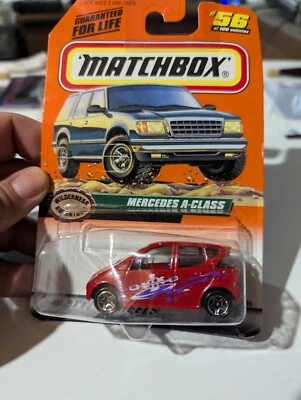 GUARANTEED
FOR LIFE
#56
of 100 vehicles
MATCHBOX®
MERCEDES A-CLASS
WILDERNESS